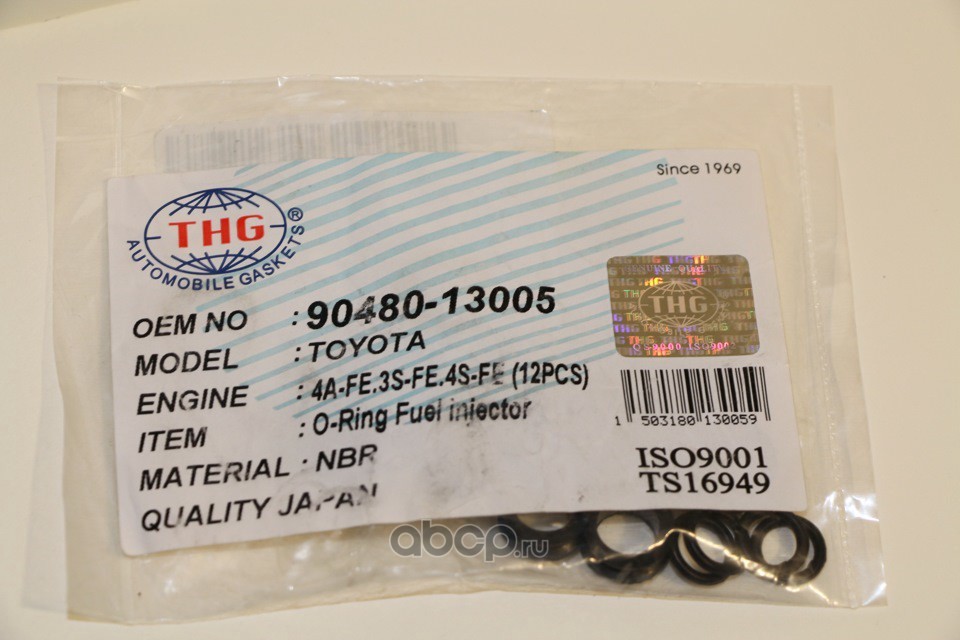 Since 1969
THG
AUTOMOBILE GASKETS®
OEM NO : 90480-13005
MODEL : TOYOTA
ENGINE : 4A-FE.3S-FE.4S-FE (12PCS)
ITEM : O-Ring Fuel injector
MATERIAL : NBR
QUALITY JAPAN
THG
1 503180 130059
ISO9001
TS16949
abcp.ru